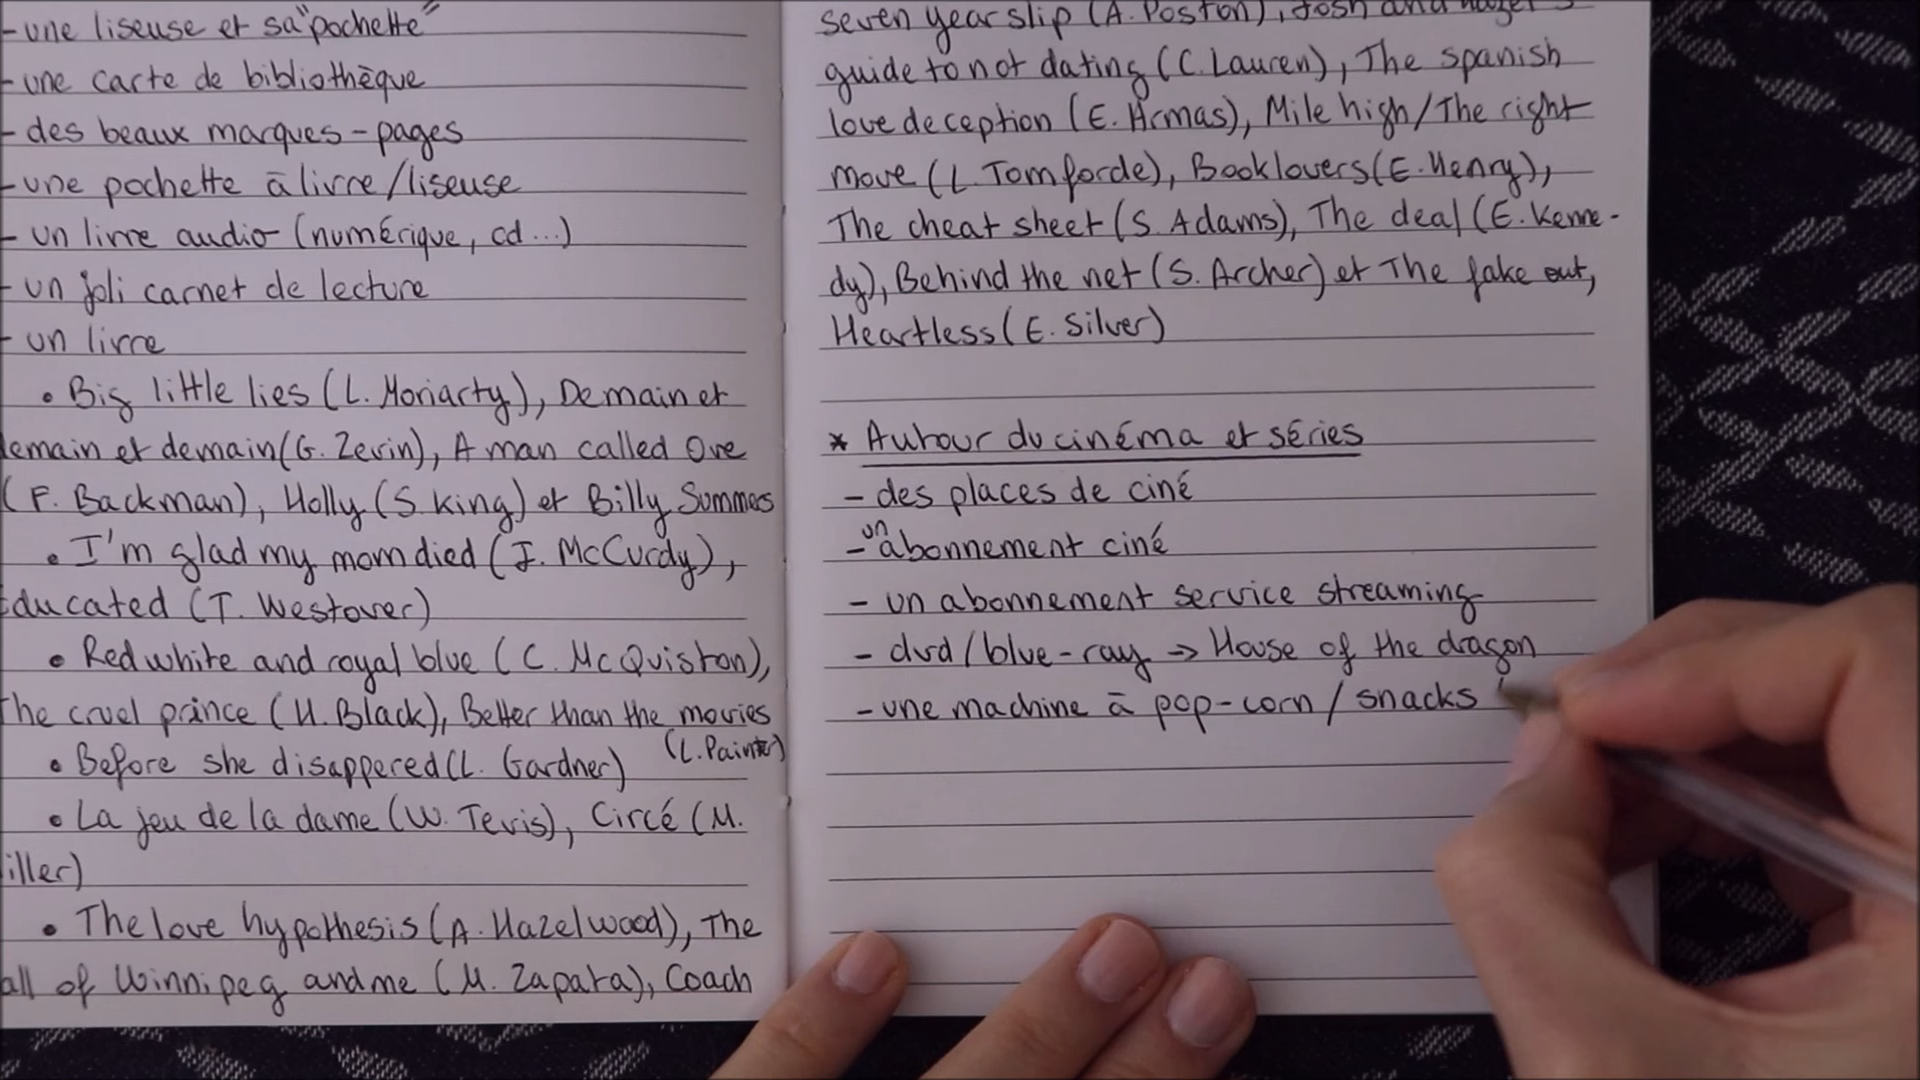 - une liseuse et sa "pochette"
- une carte de bibliothèque
- des beaux marques-pages
- une pochette à livre/liseuse
- un livre audio (numérique, cd...)
- un joli carnet de lecture
- un livre
• Big little lies (L. Moriarty), Demain et
demain et demain (G. Zevin), A man called Ove
(F. Backman), Holly (S. King) et Billy Summers
• I'm glad my mom died (J. McCurdy),
Educated (T. Westover)
• Red white and royal blue (C. McQuiston),
The cruel prince (H. Black), Better than the movies
(L. Painter)
• Before she disappered (L. Gardner)
• La jeu de la dame (W. Tevis), Circé (M.
iller)
• The love hypothesis (A. Hazelwood), The
all of Winnipeg and me (M. Zapata), Coach
seven year slip (A. Poston), Josh and Hazel's
guide to not dating (C. Lauren), The spanish
love deception (E. Armas), Mile high/The right
move (L. Tomforde), Booklovers (E. Henry),
The cheat sheet (S. Adams), The deal (E. Kenne-
dy), Behind the net (S. Archer) et The fake out,
Heartless (E. Silver)
* Autour du cinéma et séries
- des places de ciné
- un abonnement ciné
- un abonnement service streaming
- dvd/blue-ray → House of the dragon
- une machine à pop-corn / snacks